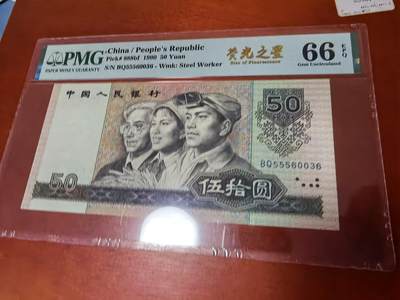 PMG
PAPER MONEY GUARANTY
China / People's Republic
Pick# 888bf 1990 50 Yuan
S/N BQ55560036 - Wmk: Steel Worker
荧光之星
Star of Fluorescence
66 EPQ
Gem Uncirculated
中国人民银行
50
BQ55560036
50
伍拾圆